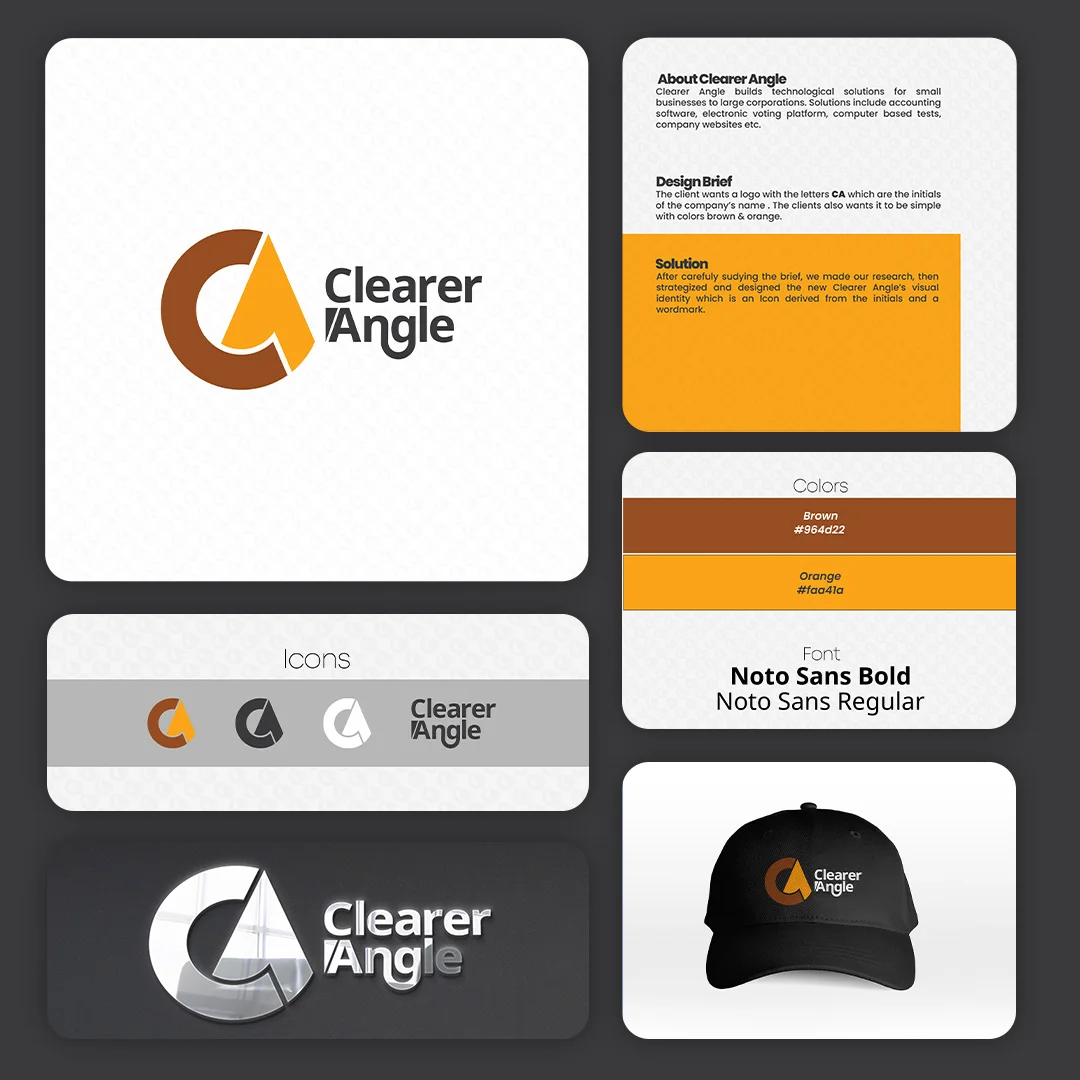 Clearer
Angle
About Clearer Angle
Clearer Angle builds technological solutions for small
businesses to large corporations. Solutions include accounting
software, electronic voting platform, computer based tests,
company websites etc.
Design Brief
The client wants a logo with the letters CA which are the initials
of the company's name . The clients also wants it to be simple
with colors brown & orange.
Solution
After carefuly sudying the brief, we made our research, then
strategized and designed the new Clearer Angle's visual
identity which is an Icon derived from the initials and a
wordmark.
Colors
Brown
#964d22
Orange
#faa41a
Font
Noto Sans Bold
Noto Sans Regular
Icons
Clearer
Angle
Clearer
Angle
Clearer
Angle